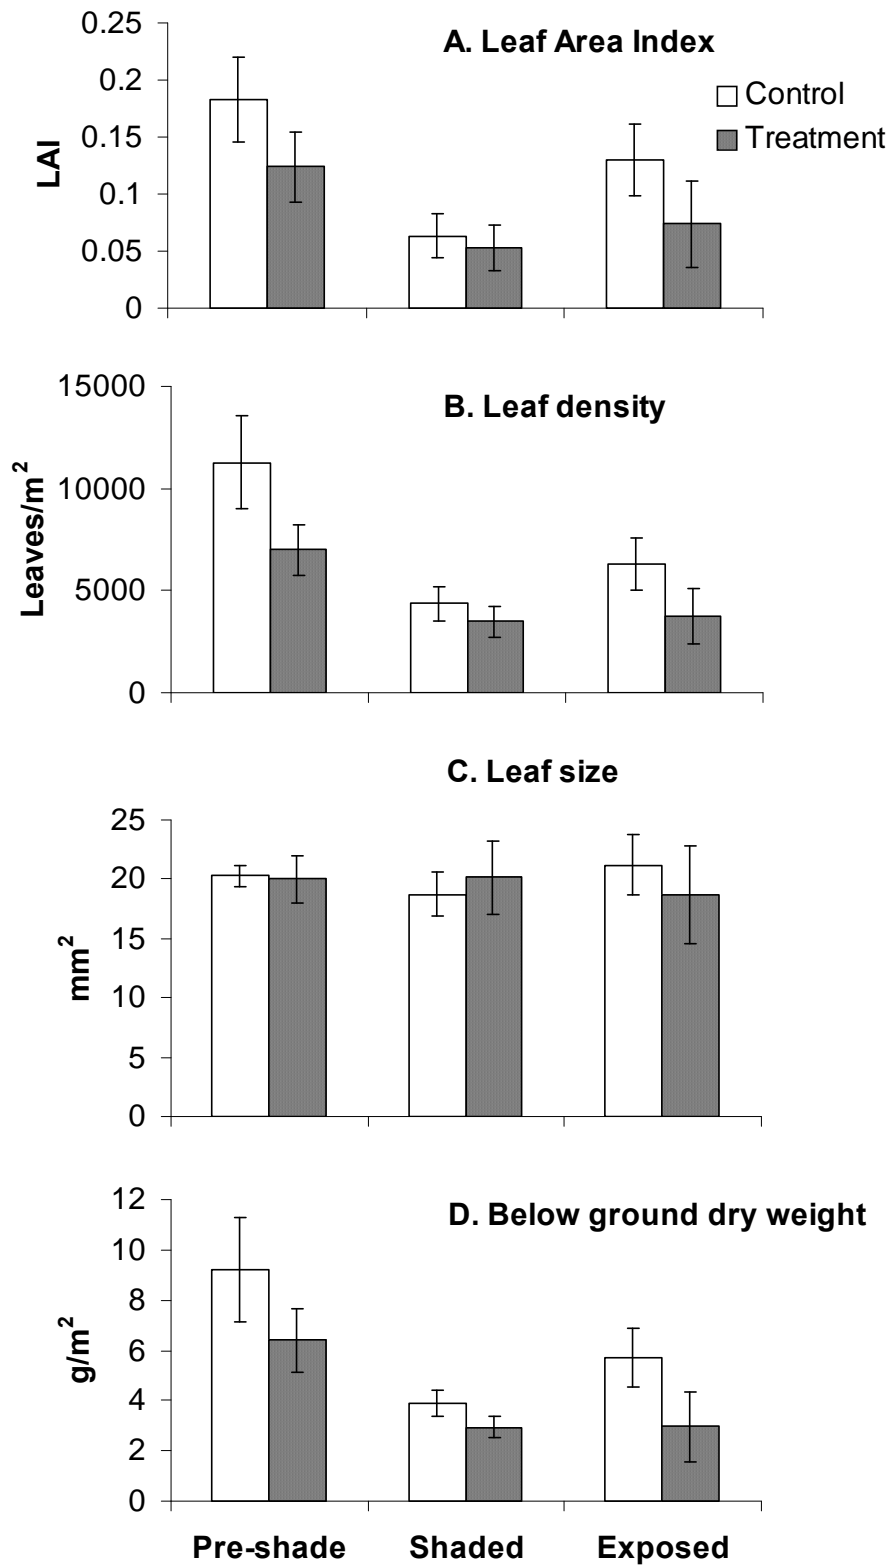 A. Leaf Area Index
Control
Treatment
LAI
0.25
0.2
0.15
0.1
0.05
0
B. Leaf density
Leaves/m²
15000
10000
5000
0
C. Leaf size
mm²
25
20
15
10
5
0
D. Below ground dry weight
g/m²
12
10
8
6
4
2
0
Pre-shade Shaded Exposed